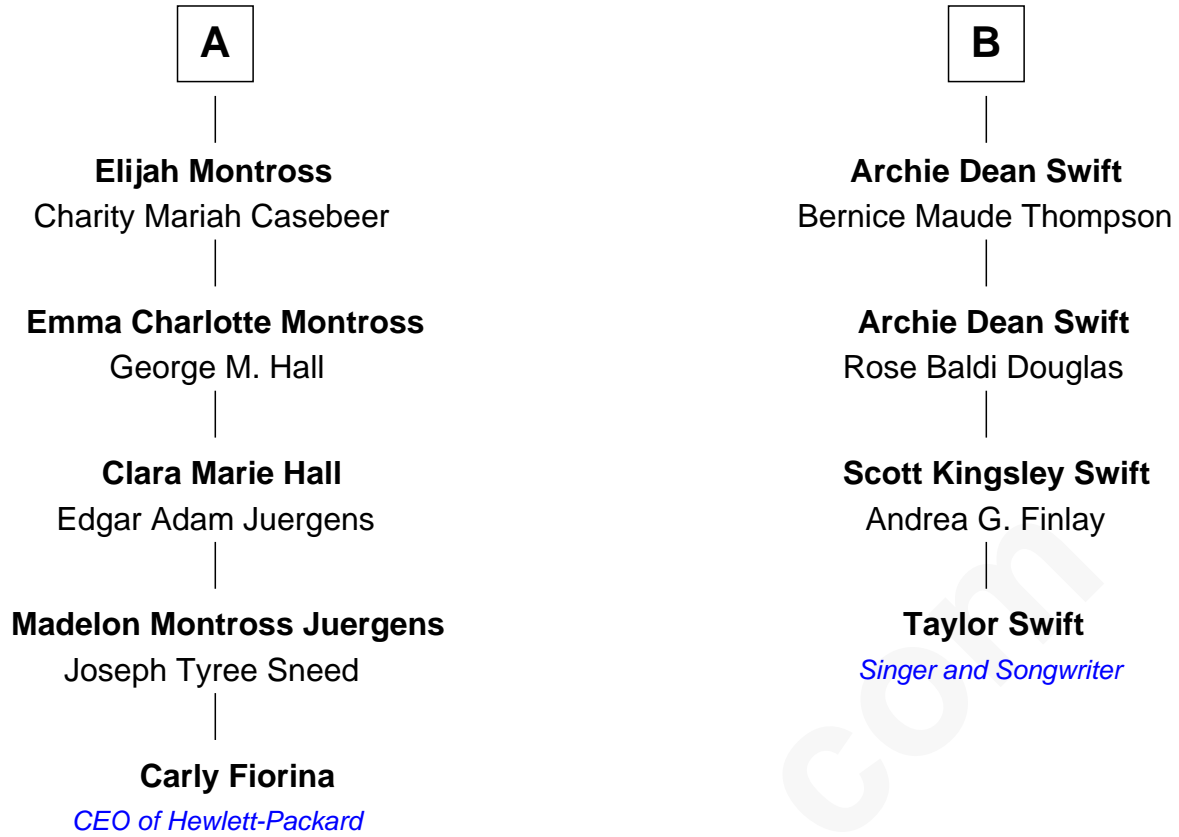 A
Elijah Montross
Charity Mariah Casebeer
Emma Charlotte Montross
George M. Hall
Clara Marie Hall
Edgar Adam Juergens
Madelon Montross Juergens
Joseph Tyree Sneed
Carly Fiorina
CEO of Hewlett-Packard
B
Archie Dean Swift
Bernice Maude Thompson
Archie Dean Swift
Rose Baldi Douglas
Scott Kingsley Swift
Andrea G. Finlay
Taylor Swift
Singer and Songwriter
com